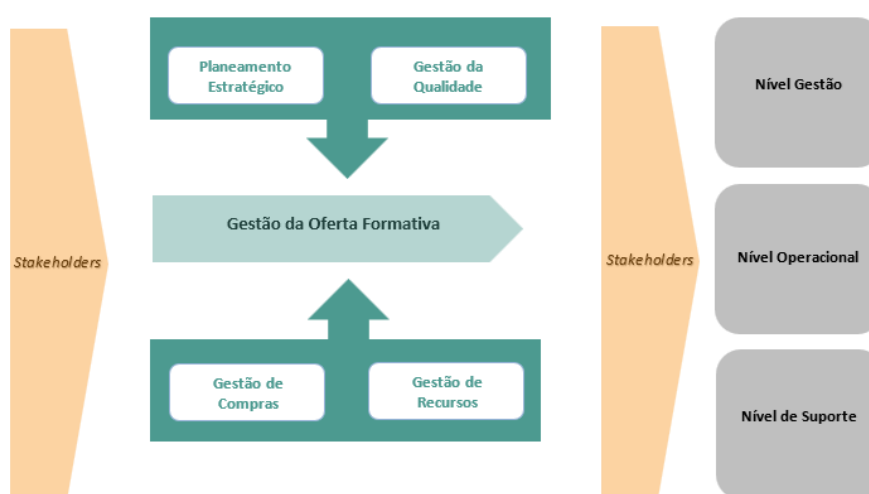 Stakeholders
Planeamento
Estratégico
Gestão da
Qualidade
Gestão da Oferta Formativa
Gestão de
Compras
Gestão de
Recursos
Stakeholders
Nível Gestão
Nível Operacional
Nível de Suporte